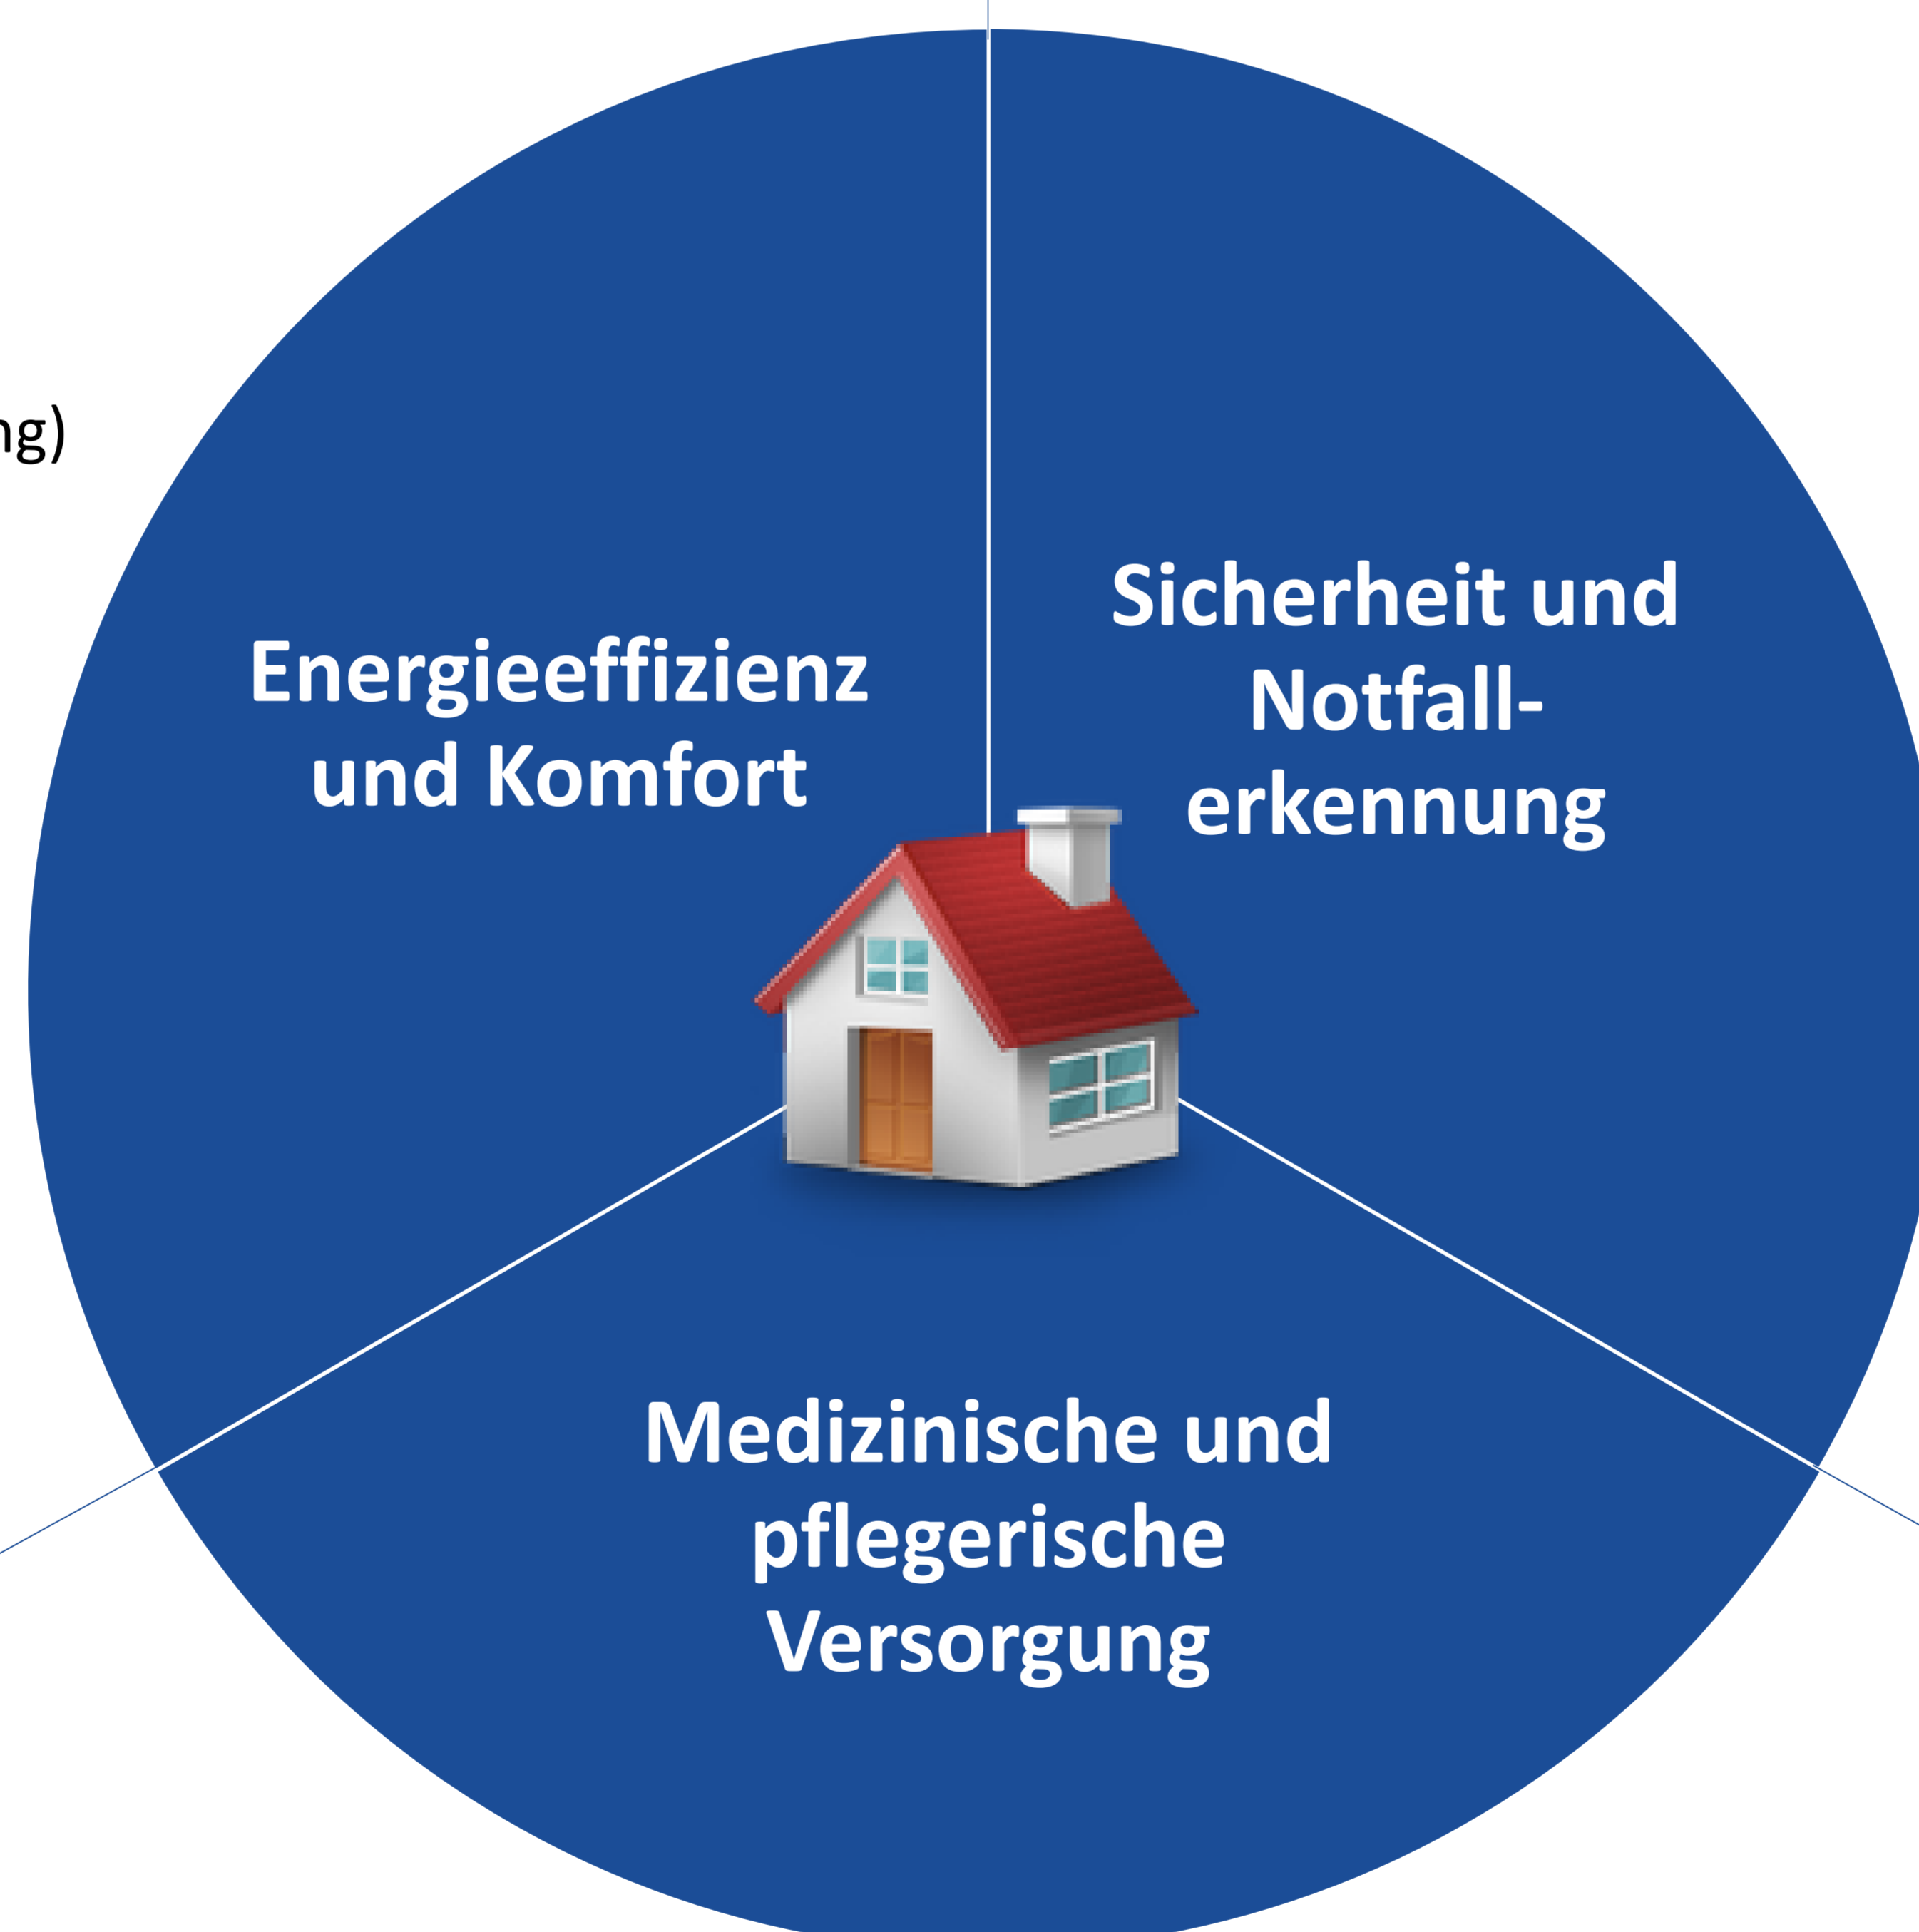 ng)
Energieeffizienz
und Komfort
Sicherheit und
Notfall-
erkennung
Medizinische und
pflegerische
Versorgung